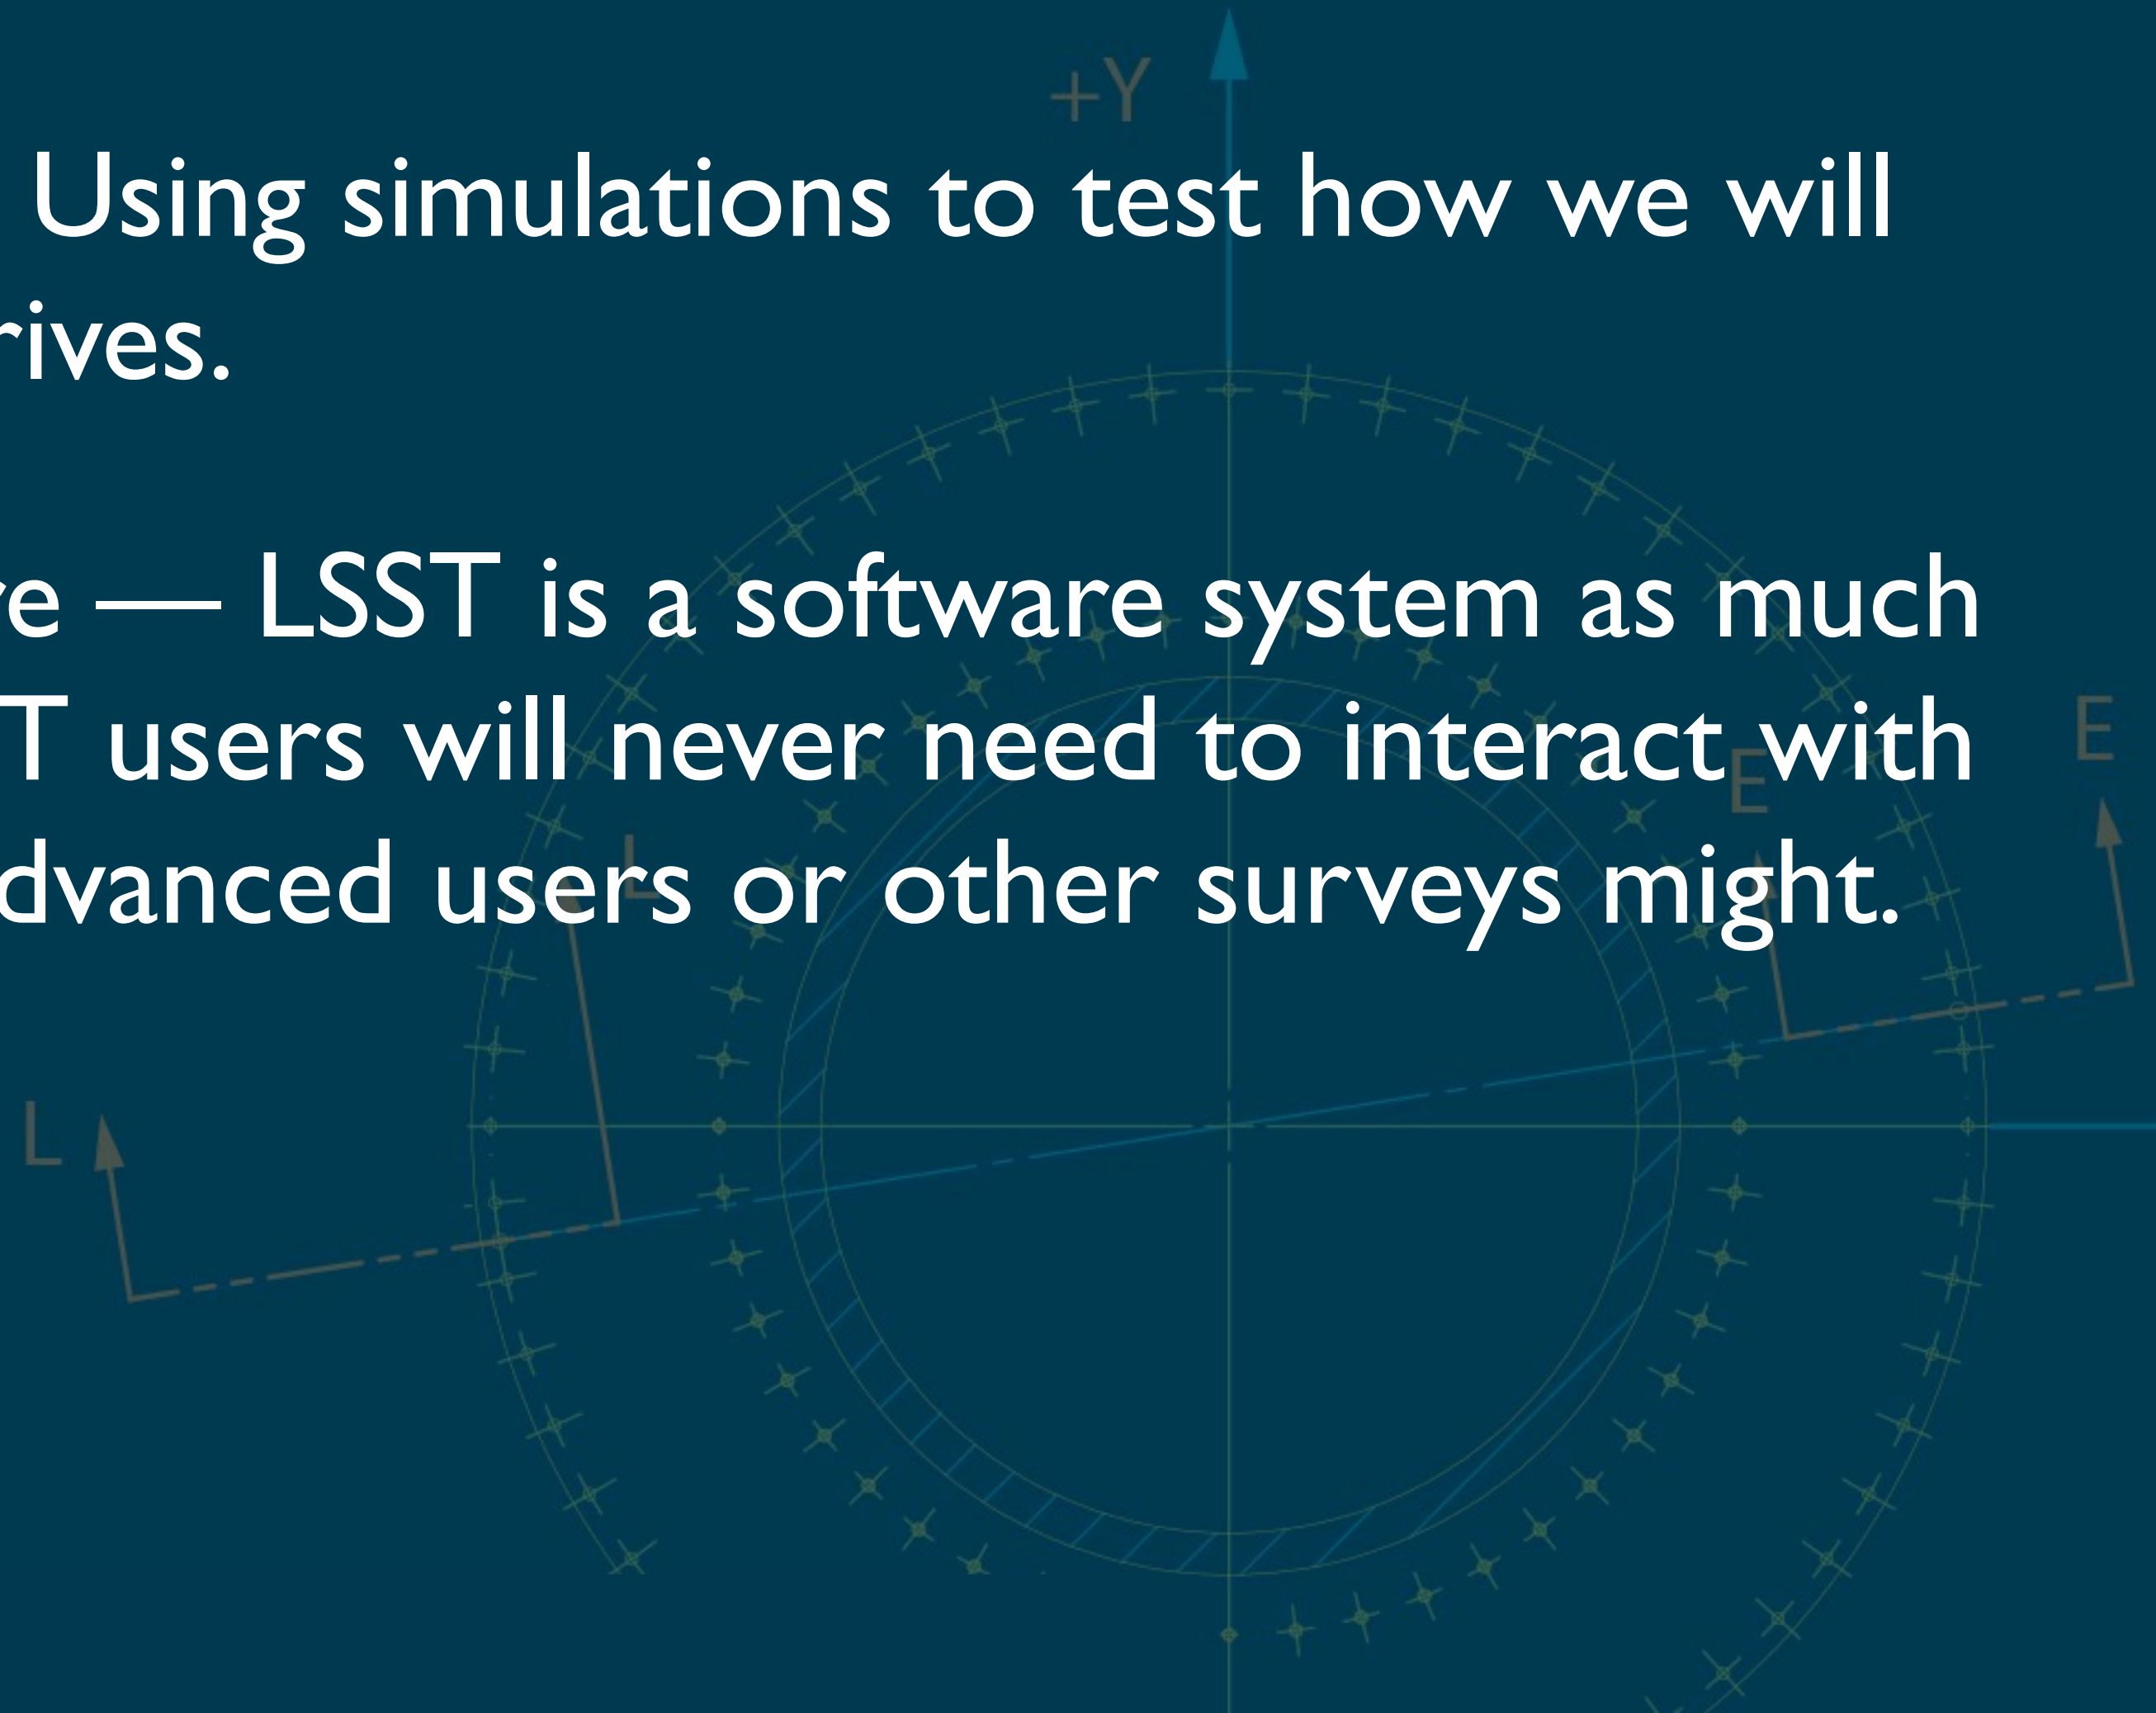 +Y
Using simulations to test how we will
rives.
e — LSST is a software system as much
T users will never need to interact with
dvanced users or other surveys might.
E
E
L
L